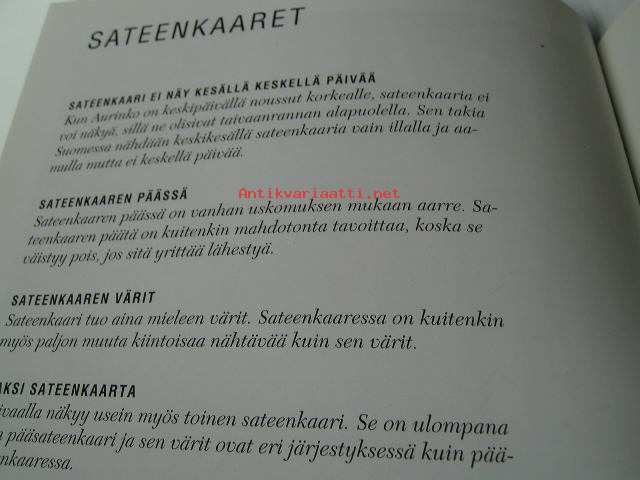 SATEENKAARET
SATEENKAARI EI NÄY KESÄLLÄ KESKELLÄ PÄIVÄÄ
Kun Aurinko on keskipäivällä noussut korkealle, sateenkaaria ei
voi näkyä, sillä ne olisivat taivaanrannan alapuolella. Sen takia
Suomessa nähdään keskikesällä sateenkaaria vain illalla ja aa-
mulla mutta ei keskellä päivää.
Antikvariaatti.net
SATEENKAAREN PÄÄSSÄ
Sateenkaaren päässä on vanhan uskomuksen mukaan aarre. Sa-
teenkaaren päätä on kuitenkin mahdotonta tavoittaa, koska se
väistyy pois, jos sitä yrittää lähestyä.
SATEENKAAREN VÄRIT
Sateenkaari tuo aina mieleen värit. Sateenkaaressa on kuitenkin
myös paljon muuta kiintoisaa nähtävää kuin sen värit.
AKSI SATEENKAARTA
ivaalla näkyy usein myös toinen sateenkaari. Se on ulompana
n pääsateenkaari ja sen värit ovat eri järjestyksessä kuin pää-
enkaaressa.